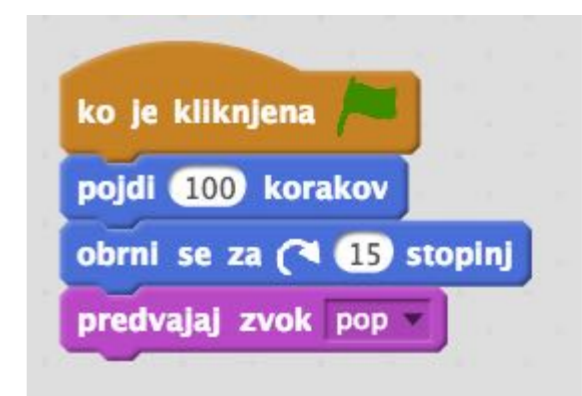 ko je kliknjena
pojdi 100 korakov
obrni se za 15 stopinj
predvajaj zvok pop